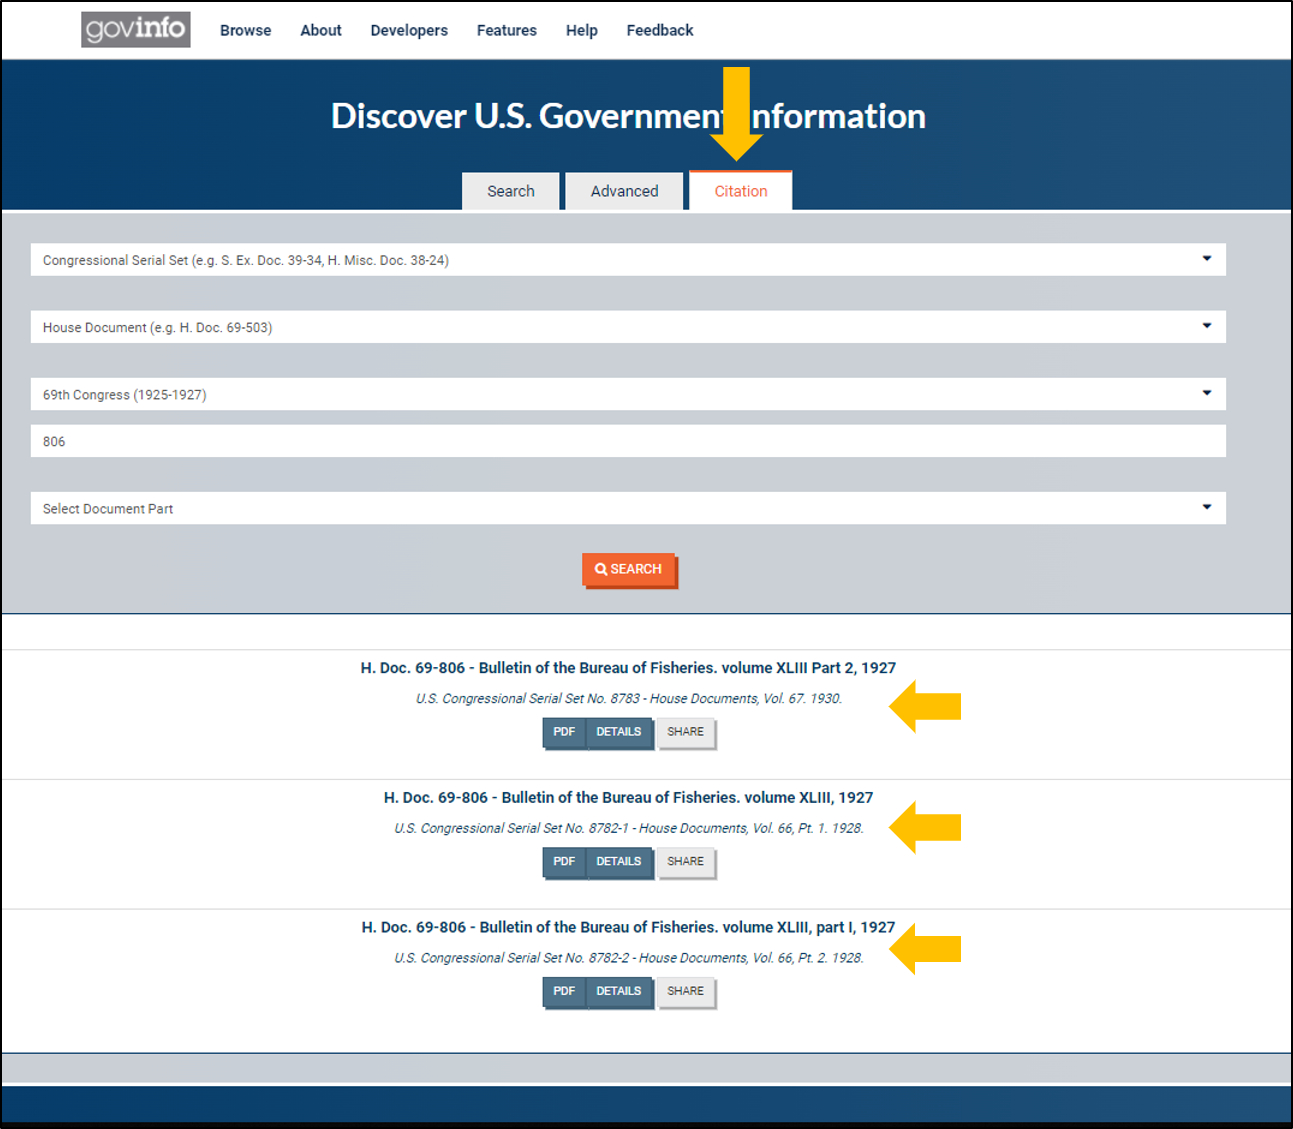 govinfo
Browse About Developers Features Help Feedback
Discover U.S. Government Information
Search Advanced Citation
Congressional Serial Set (e.g. S. Ex. Doc. 39-34, H. Misc. Doc. 38-24)
House Document (e.g. H. Doc. 69-503)
69th Congress (1925-1927)
806
Select Document Part
SEARCH
H. Doc. 69-806 - Bulletin of the Bureau of Fisheries. volume XLIII Part 2, 1927
U.S. Congressional Serial Set No. 8783 - House Documents, Vol. 67. 1930.
PDF DETAILS SHARE
H. Doc. 69-806 - Bulletin of the Bureau of Fisheries. volume XLIII, 1927
U.S. Congressional Serial Set No. 8782-1 - House Documents, Vol. 66, Pt. 1. 1928.
PDF DETAILS SHARE
H. Doc. 69-806 - Bulletin of the Bureau of Fisheries. volume XLIII, part I, 1927
U.S. Congressional Serial Set No. 8782-2 - House Documents, Vol. 66, Pt. 2. 1928.
PDF DETAILS SHARE